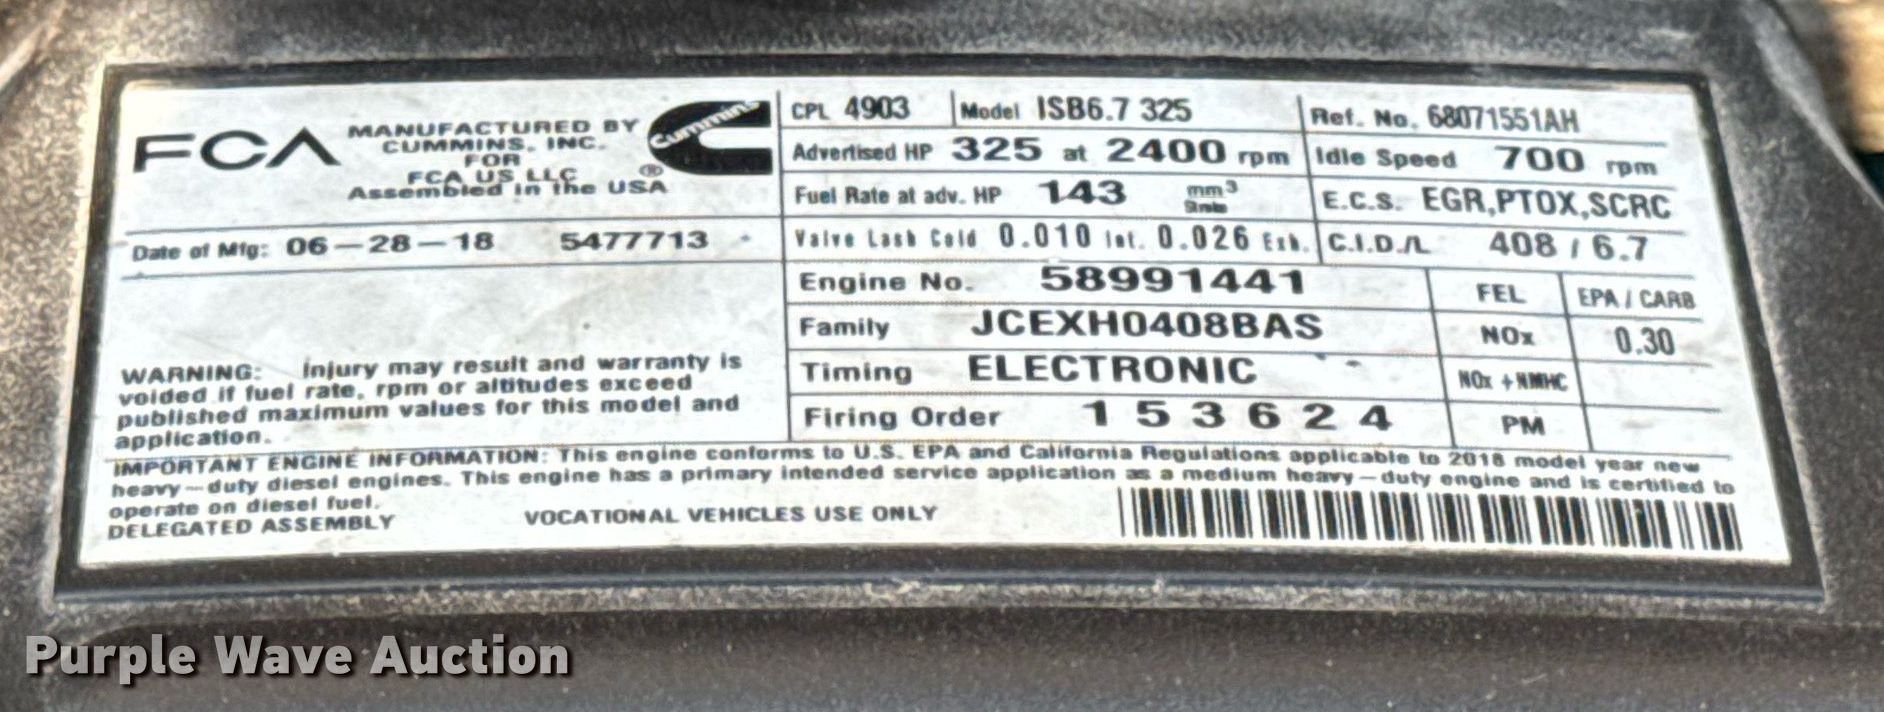 FCA
MANUFACTURED BY
CUMMINS, INC.
FOR
FCA US LLC
Assembled in the USA
Cummins ®
Date of Mfg: 06-28-18 5477713
CPL 4903 Model ISB6.7 325 Ref. No. 68071551AH
Advertised HP 325 at 2400 rpm Idle Speed 700 rpm
Fuel Rate at adv. HP 143 mm³ E.C.S. EGR,PTOX,SCRC
Valve Lash Cold 0.010 Int. 0.026 Exh. C.I.D./L 408 / 6.7
Engine No. 58991441 FEL EPA / CARB
Family JCEXH0408BAS NOx 0.30
Timing ELECTRONIC NOx + NMHC
Firing Order 1 5 3 6 2 4 PM
WARNING: Injury may result and warranty is
voided if fuel rate, rpm or altitudes exceed
published maximum values for this model and
application.
IMPORTANT ENGINE INFORMATION: This engine conforms to U.S. EPA and California Regulations applicable to 2018 model year new
heavy-duty diesel engines. This engine has a primary intended service application as a medium heavy-duty engine and is certified to
operate on diesel fuel.
DELEGATED ASSEMBLY VOCATIONAL VEHICLES USE ONLY
Purple Wave Auction